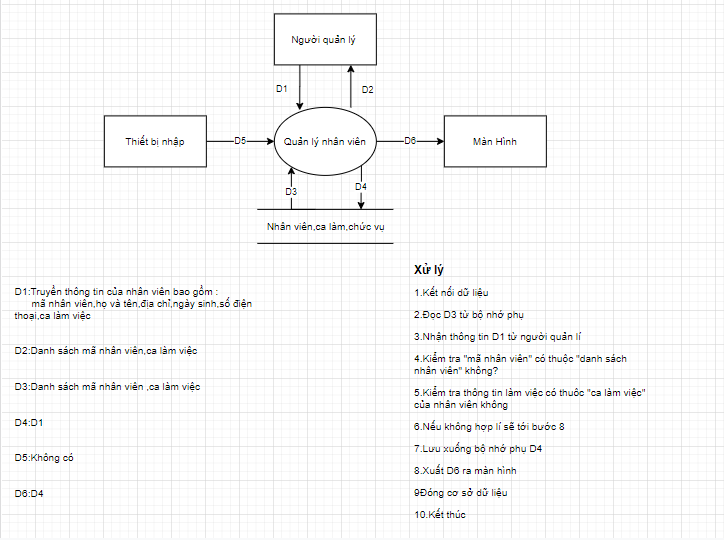 Người quản lý
D1
D2
Thiết bị nhập
D5
Quản lý nhân viên
D6
Màn Hình
D3
D4
Nhân viên,ca làm,chức vụ
D1:Truyền thông tin của nhân viên bao gồm :
mã nhân viên,họ và tên,địa chỉ,ngày sinh,số điện
thoại,ca làm việc
D2:Danh sách mã nhân viên,ca làm việc
D3:Danh sách mã nhân viên ,ca làm việc
D4:D1
D5:Không có
D6:D4
Xử lý
1.Kết nối dữ liệu
2.Đọc D3 từ bộ nhớ phụ
3.Nhận thông tin D1 từ người quản lí
4.Kiểm tra "mã nhân viên" có thuộc "danh sách
nhân viên" không?
5.Kiểm tra thông tin làm việc có thuôc "ca làm việc"
của nhân viên không
6.Nếu không hợp lí sẽ tới bước 8
7.Lưu xuống bộ nhớ phụ D4
8.Xuất D6 ra màn hình
9Đóng cơ sở dữ liệu
10.Kết thúc